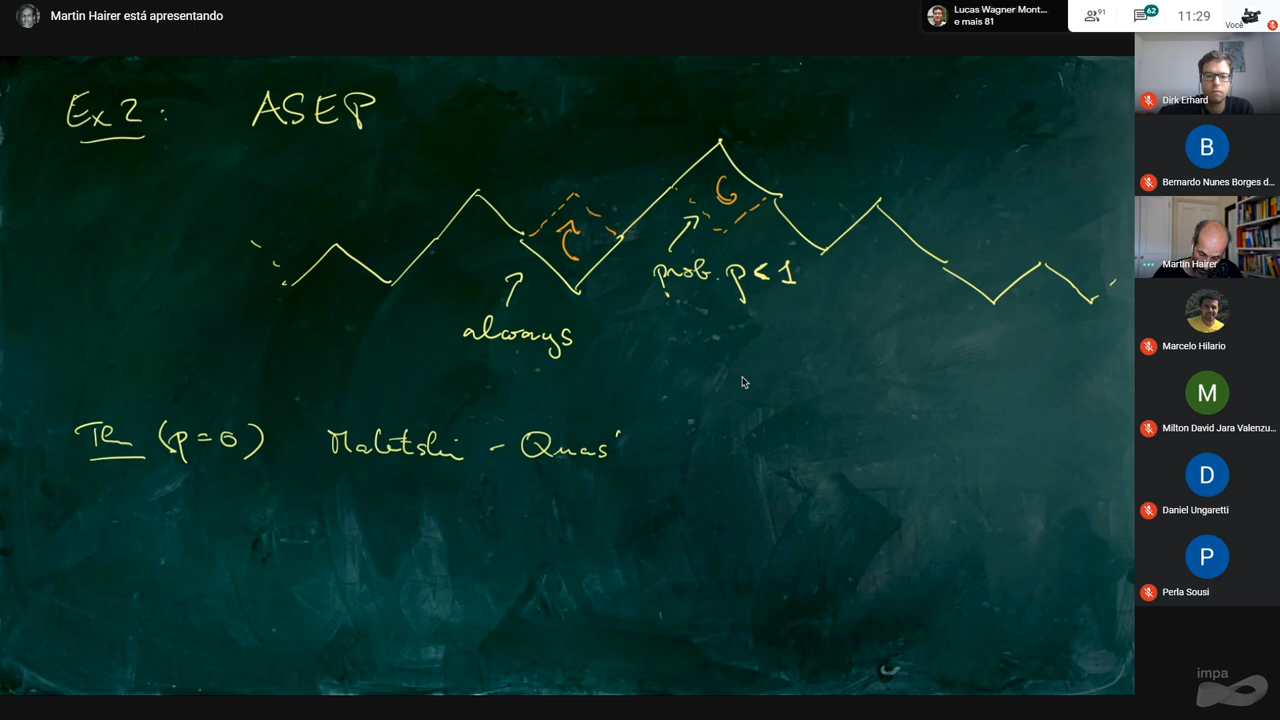 Martin Hairer está apresentando
Lucas Wagner Mont...
e mais 81
91
62
11:29
Você
Ex 2: ASEP
prob. p < 1
always
(p=0) - Quas
Dirk Erhard
B
Bernardo Nunes Borges d...
Martin Hairer
Marcelo Hilario
M
Milton David Jara Valenzu...
D
Daniel Ungaretti
P
Perla Sousi
impa